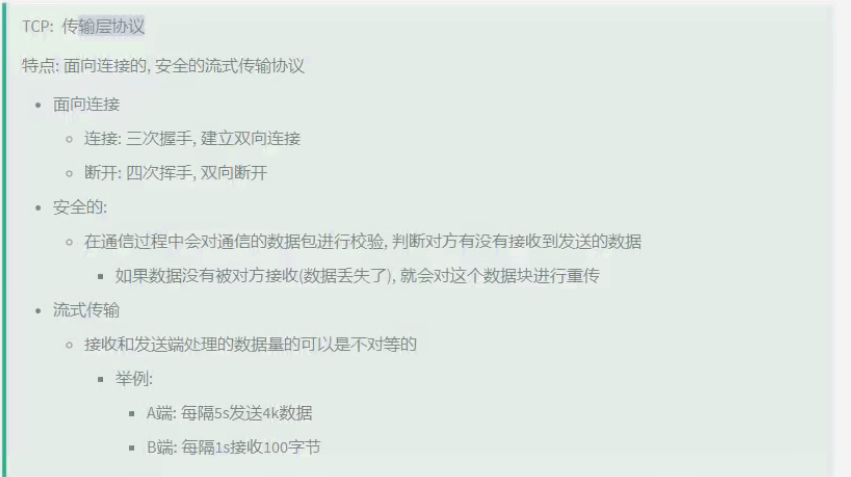 TCP: 传输层协议
特点: 面向连接的, 安全的流式传输协议
面向连接
连接: 三次握手, 建立双向连接
断开: 四次挥手, 双向断开
安全的:
在通信过程中会对通信的数据包进行校验, 判断对方有没有接收到发送的数据
如果数据没有被对方接收(数据丢失了), 就会对这个数据块进行重传
流式传输
接收和发送端处理的数据量的可以是不对等的
举例:
A端: 每隔5s发送4k数据
B端: 每隔1s接收100字节